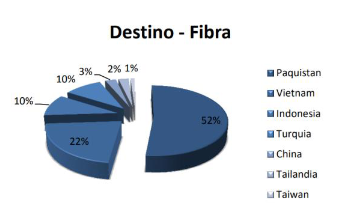 Destino - Fibra
3% 2% 1%
10%
10%
22%
52%
Paquistan
Vietnam
Indonesia
Turquia
China
Tailandia
Taiwan